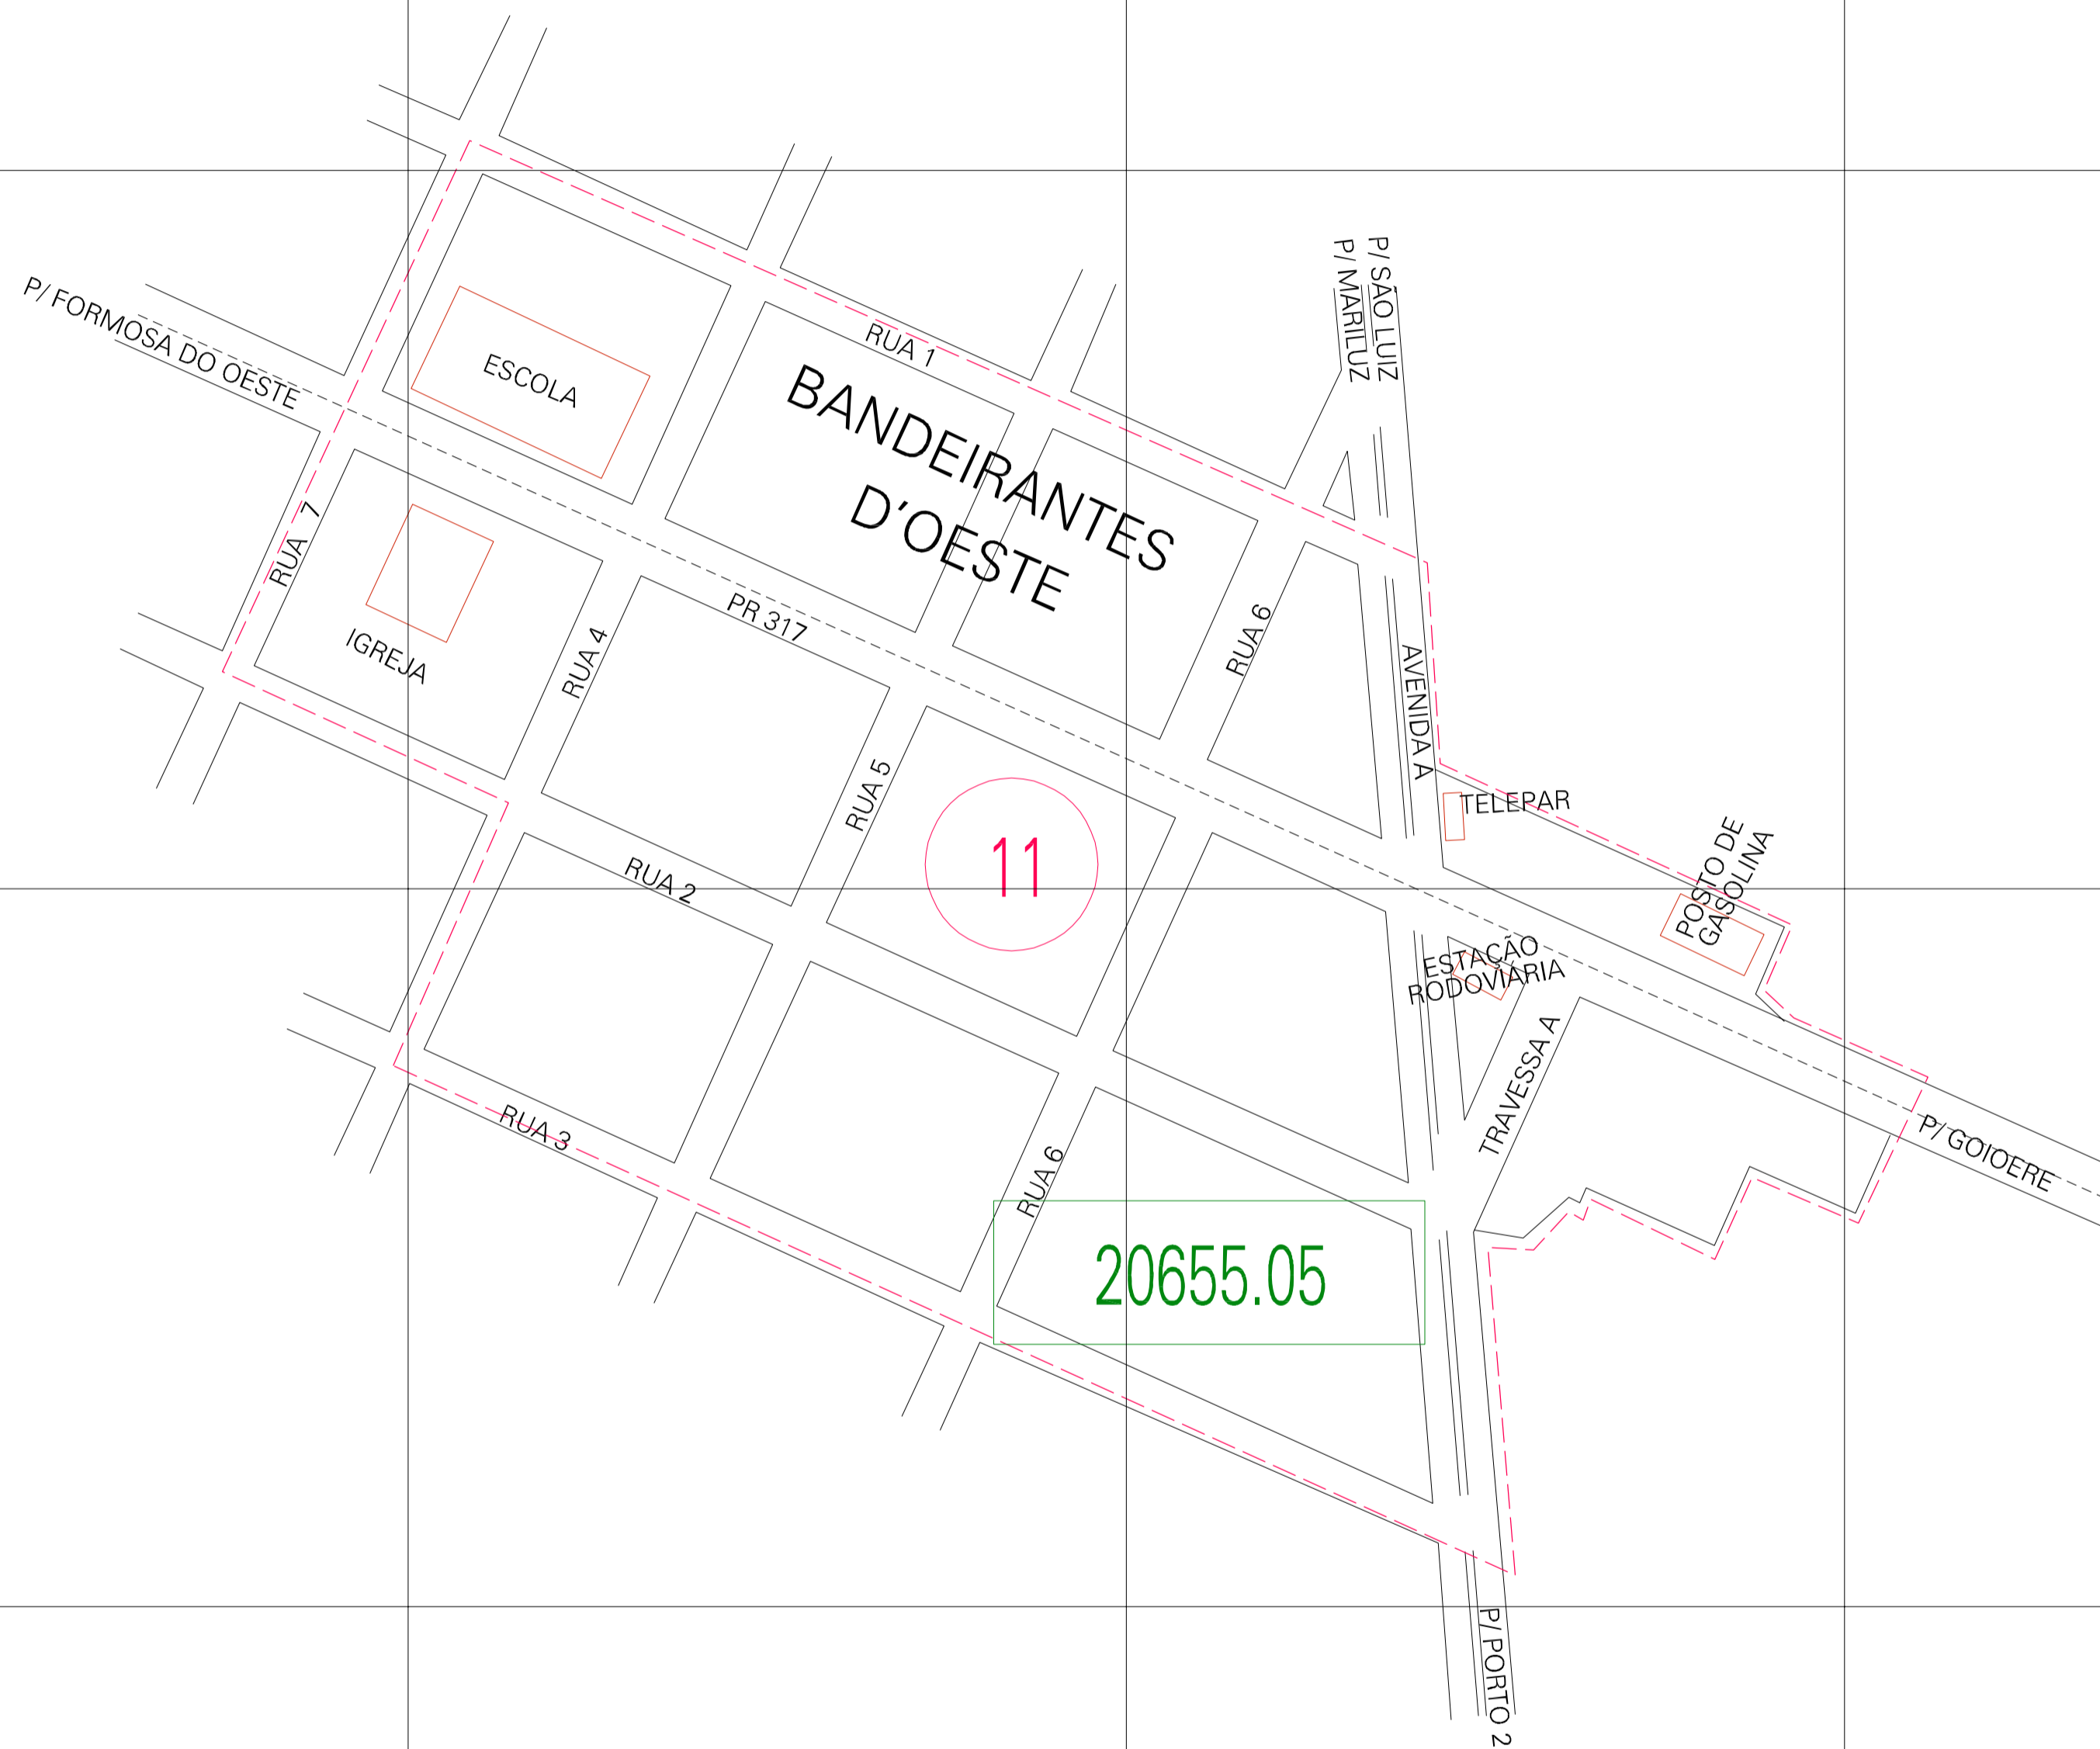 P/ MARILUZ
P/ SÃO LUIZ
P/ FORMOSA DO OESTE
RUA 1
ESCOLA
BANDEIRANTES
D'OESTE
RUA 7
IGREJA
RUA 4
PR 317
RUA 6
AVENIDA A
RUA 5
TELEPAR
POSTO DE
GASOLINA
11
RUA 2
ESTAÇÃO
RODOVIÁRIA
TRAVESSA A
RUA 3
P/ GOIOERE
RUA 6
20655.05
P/ PORTO 2